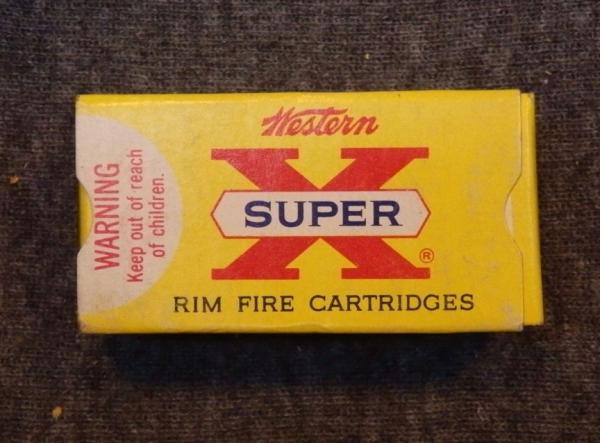 Western
X
SUPER
®
RIM FIRE CARTRIDGES
WARNING
Keep out of reach
of children.